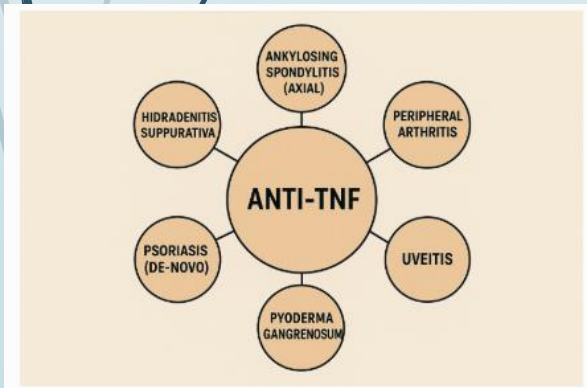 ANKYLOSING
SPONDYLITIS
(AXIAL)
HIDRADENITIS
SUPPURATIVA
PERIPHERAL
ARTHRITIS
ANTI-TNF
PSORIASIS
(DE-NOVO)
UVEITIS
PYODERMA
GANGRENOSUM